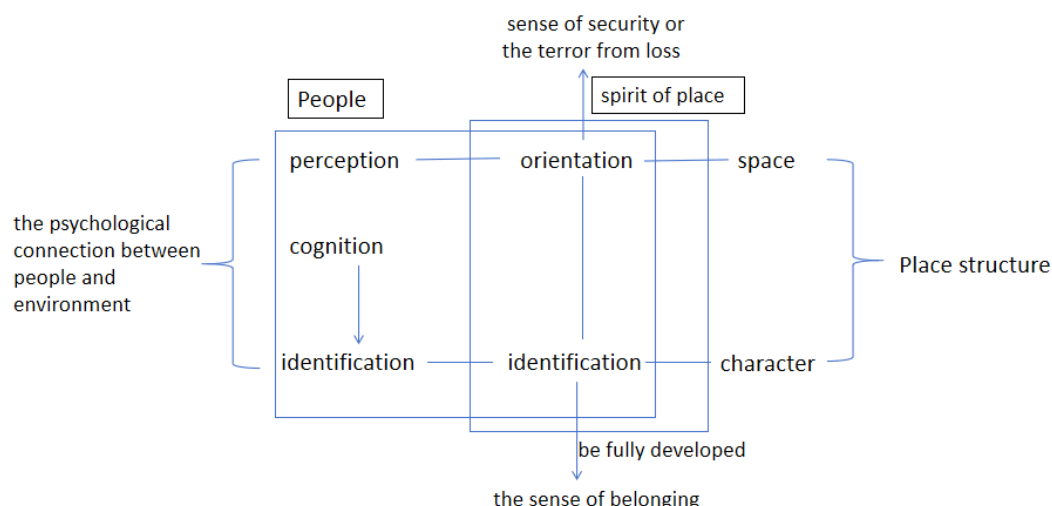 sense of security or
the terror from loss
People
spirit of place
perception
orientation
space
the psychological
connection between
people and
environment
cognition
Place structure
identification
identification
character
be fully developed
the sense of belonging